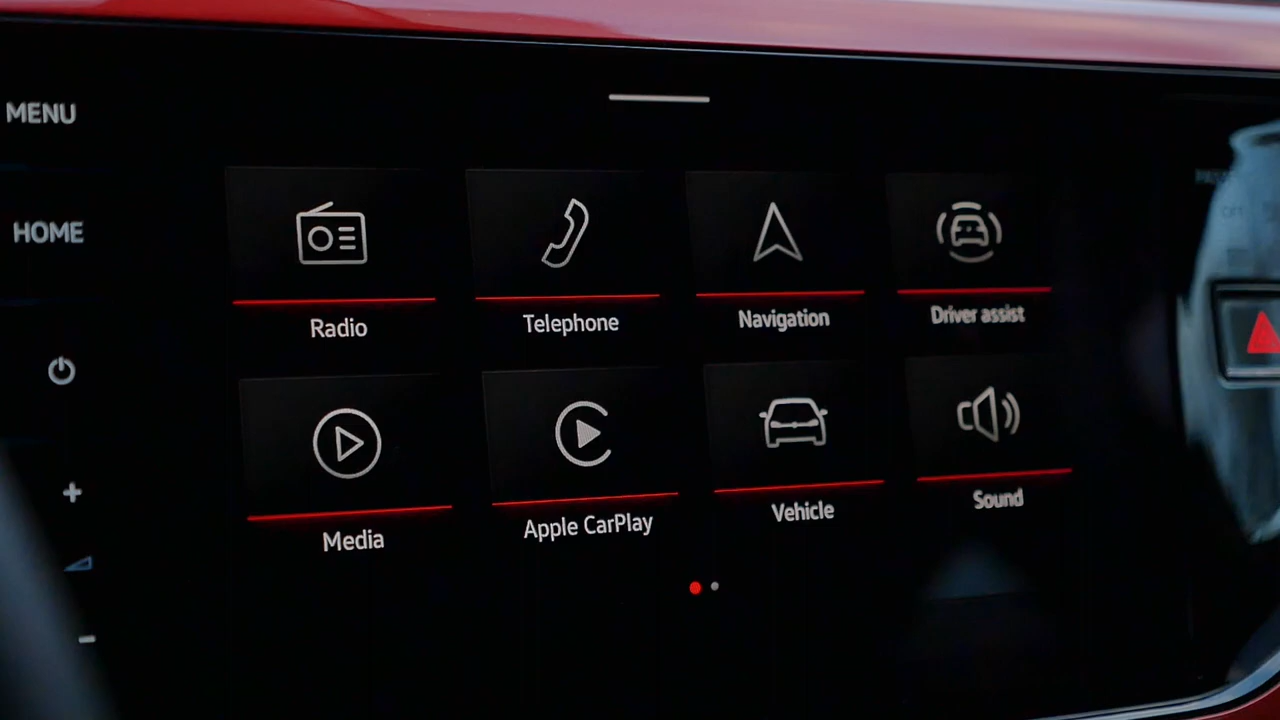 MENU
HOME
Radio
Telephone
Navigation
Driver assist
Media
Apple CarPlay
Vehicle
Sound